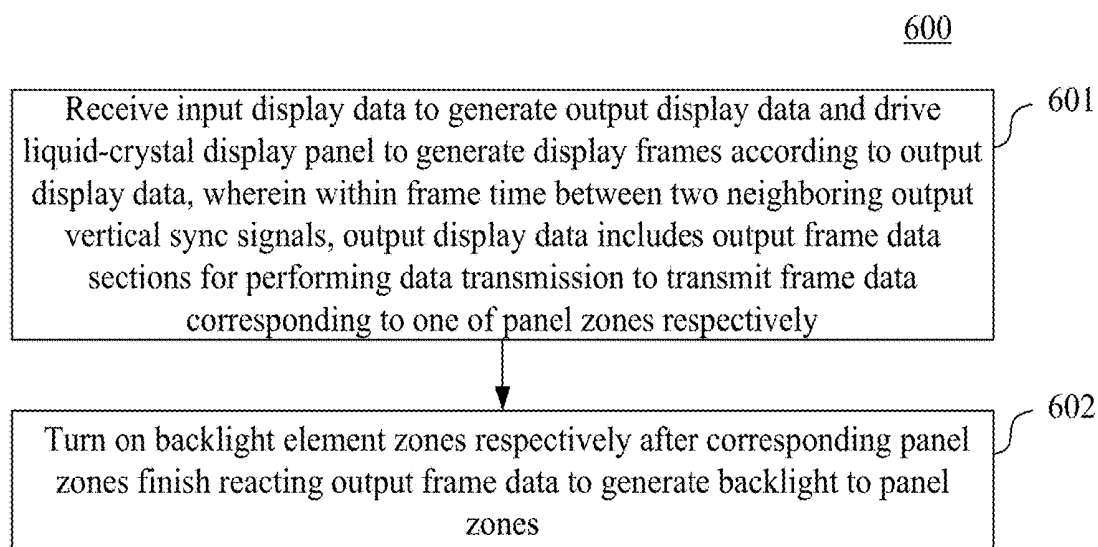 600
601
Receive input display data to generate output display data and drive
liquid-crystal display panel to generate display frames according to output
display data, wherein within frame time between two neighboring output
vertical sync signals, output display data includes output frame data
sections for performing data transmission to transmit frame data
corresponding to one of panel zones respectively
602
Turn on backlight element zones respectively after corresponding panel
zones finish reacting output frame data to generate backlight to panel
zones